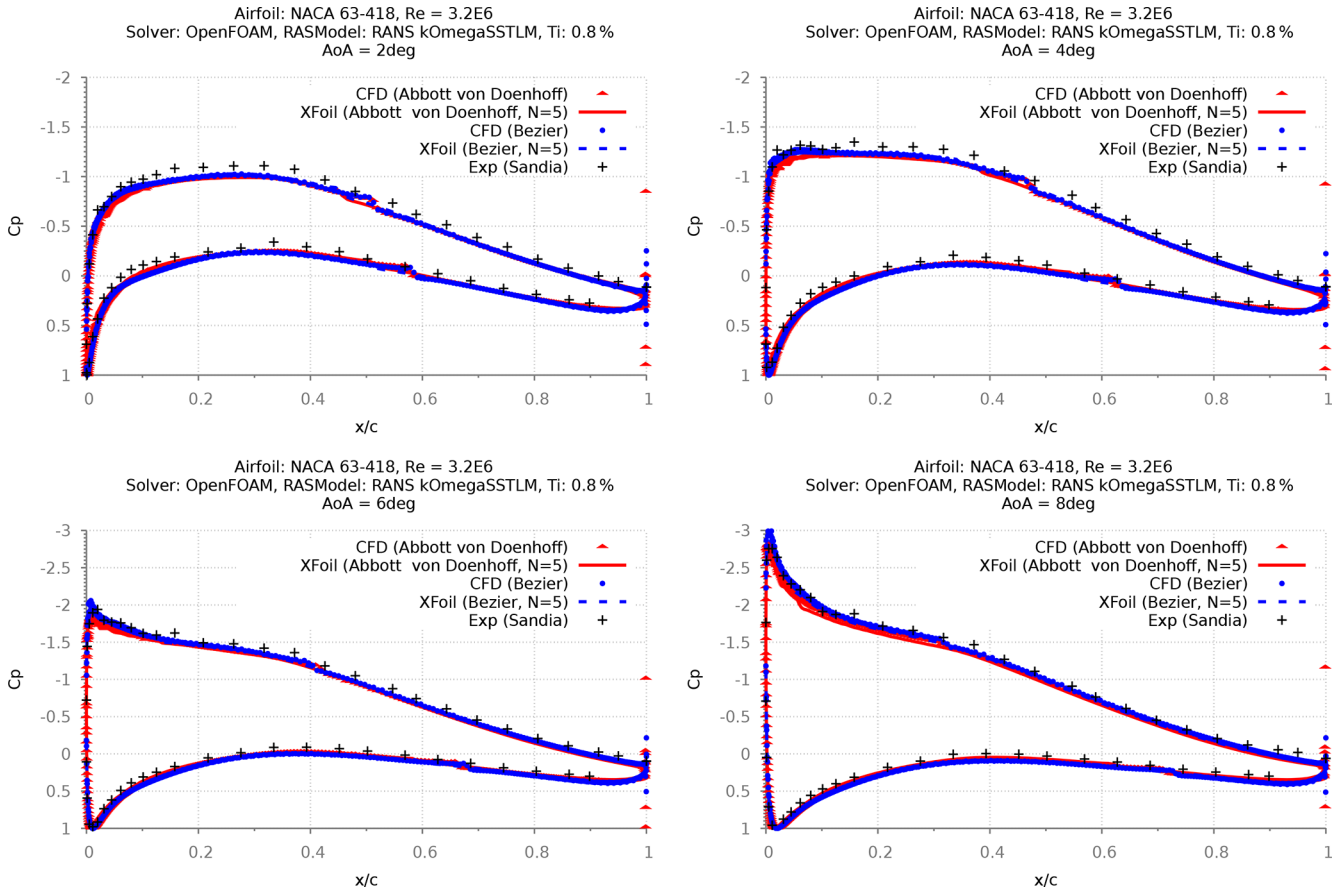 Airfoil: NACA 63-418, Re = 3.2E6
Solver: OpenFOAM, RASModel: RANS kOmegaSSTLM, Ti: 0.8 %
AoA = 2deg
CFD (Abbott von Doenhoff)
XFoil (Abbott  von Doenhoff, N=5)
CFD (Bezier)
XFoil (Bezier, N=5)
Exp (Sandia)
Cp
-2
-1.5
-1
-0.5
0
0.5
1
0 0.2 0.4 0.6 0.8 1
x/c
Airfoil: NACA 63-418, Re = 3.2E6
Solver: OpenFOAM, RASModel: RANS kOmegaSSTLM, Ti: 0.8 %
AoA = 4deg
CFD (Abbott von Doenhoff)
XFoil (Abbott  von Doenhoff, N=5)
CFD (Bezier)
XFoil (Bezier, N=5)
Exp (Sandia)
Cp
-2
-1.5
-1
-0.5
0
0.5
1
0 0.2 0.4 0.6 0.8 1
x/c
Airfoil: NACA 63-418, Re = 3.2E6
Solver: OpenFOAM, RASModel: RANS kOmegaSSTLM, Ti: 0.8 %
AoA = 6deg
CFD (Abbott von Doenhoff)
XFoil (Abbott  von Doenhoff, N=5)
CFD (Bezier)
XFoil (Bezier, N=5)
Exp (Sandia)
Cp
-3
-2.5
-2
-1.5
-1
-0.5
0
0.5
1
0 0.2 0.4 0.6 0.8 1
x/c
Airfoil: NACA 63-418, Re = 3.2E6
Solver: OpenFOAM, RASModel: RANS kOmegaSSTLM, Ti: 0.8 %
AoA = 8deg
CFD (Abbott von Doenhoff)
XFoil (Abbott  von Doenhoff, N=5)
CFD (Bezier)
XFoil (Bezier, N=5)
Exp (Sandia)
Cp
-3
-2.5
-2
-1.5
-1
-0.5
0
0.5
1
0 0.2 0.4 0.6 0.8 1
x/c